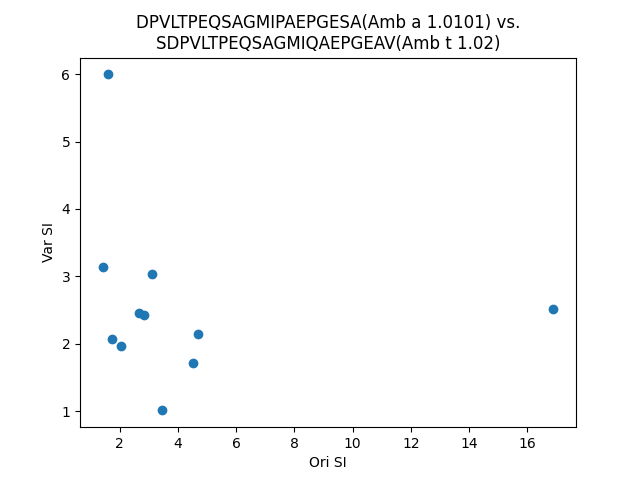 DPVLTPEQSAGMIPAEPGESA(Amb a 1.0101) vs.
SDPVLTPEQSAGMIQAEPGEAV(Amb t 1.02)
6
5
4
3
2
1
Var SI
2 4 6 8 10 12 14 16
Ori SI